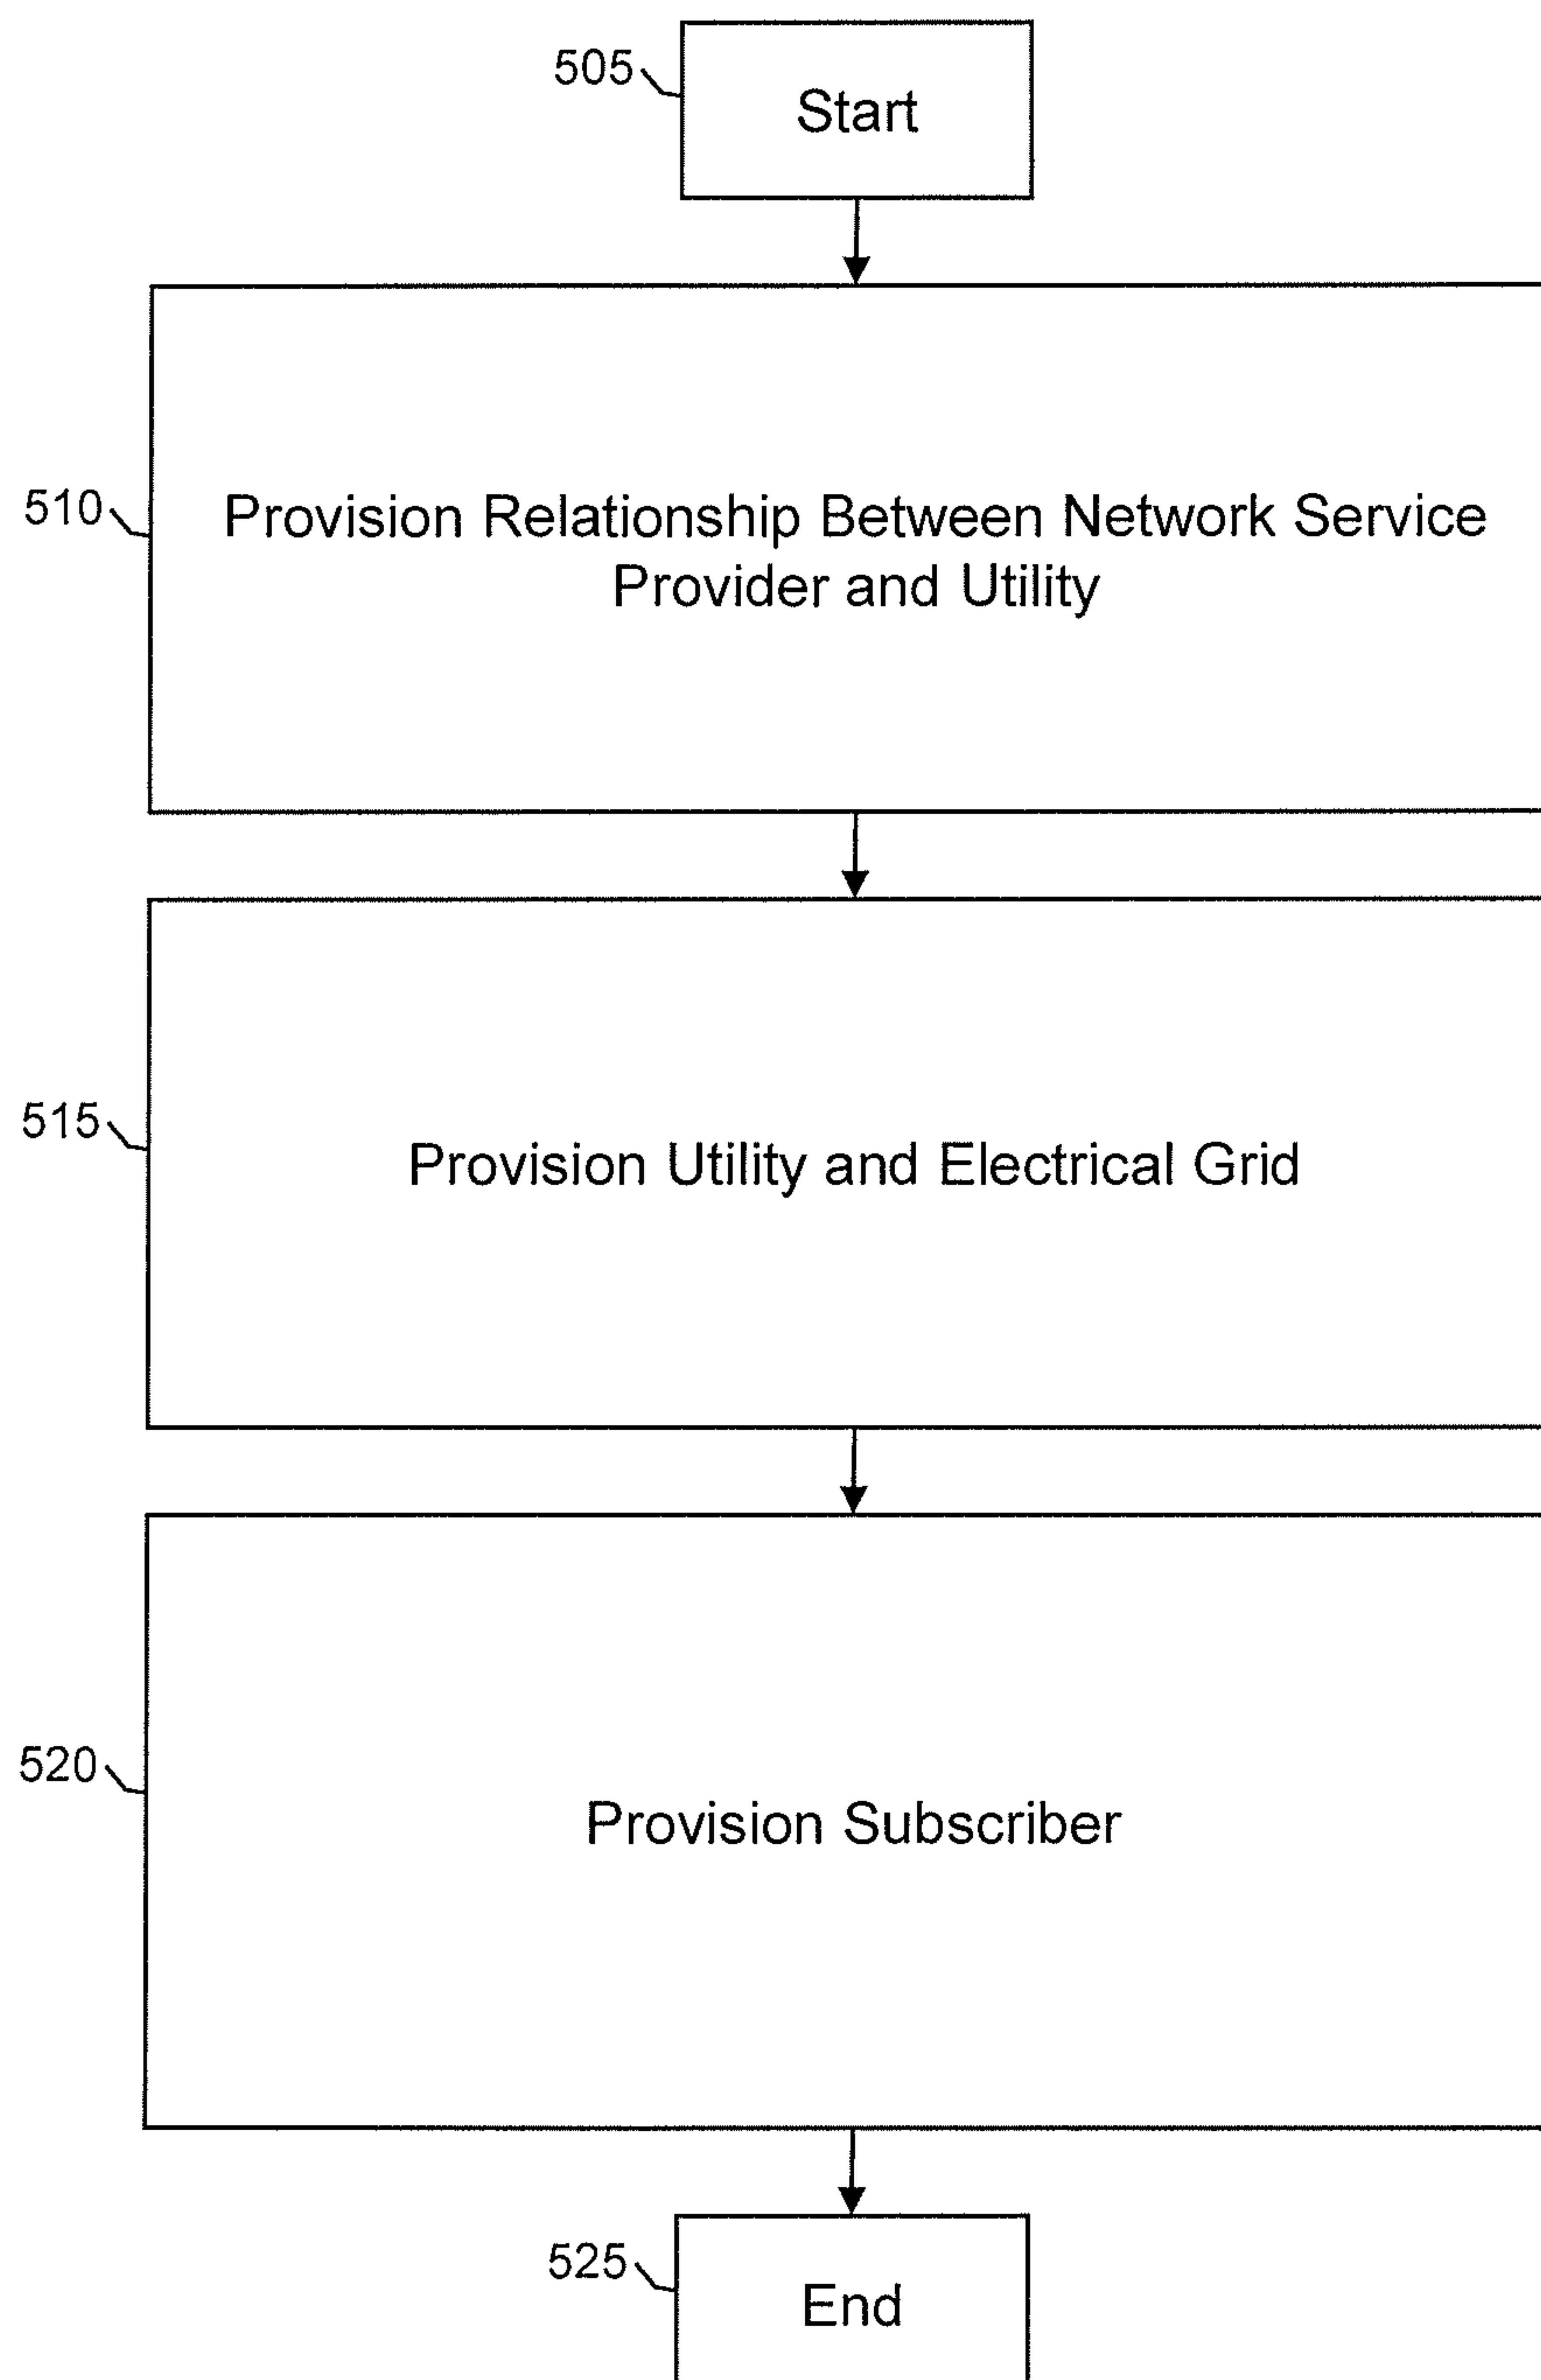 505
Start
510
Provision Relationship Between Network Service
Provider and Utility
515
Provision Utility and Electrical Grid
520
Provision Subscriber
525
End